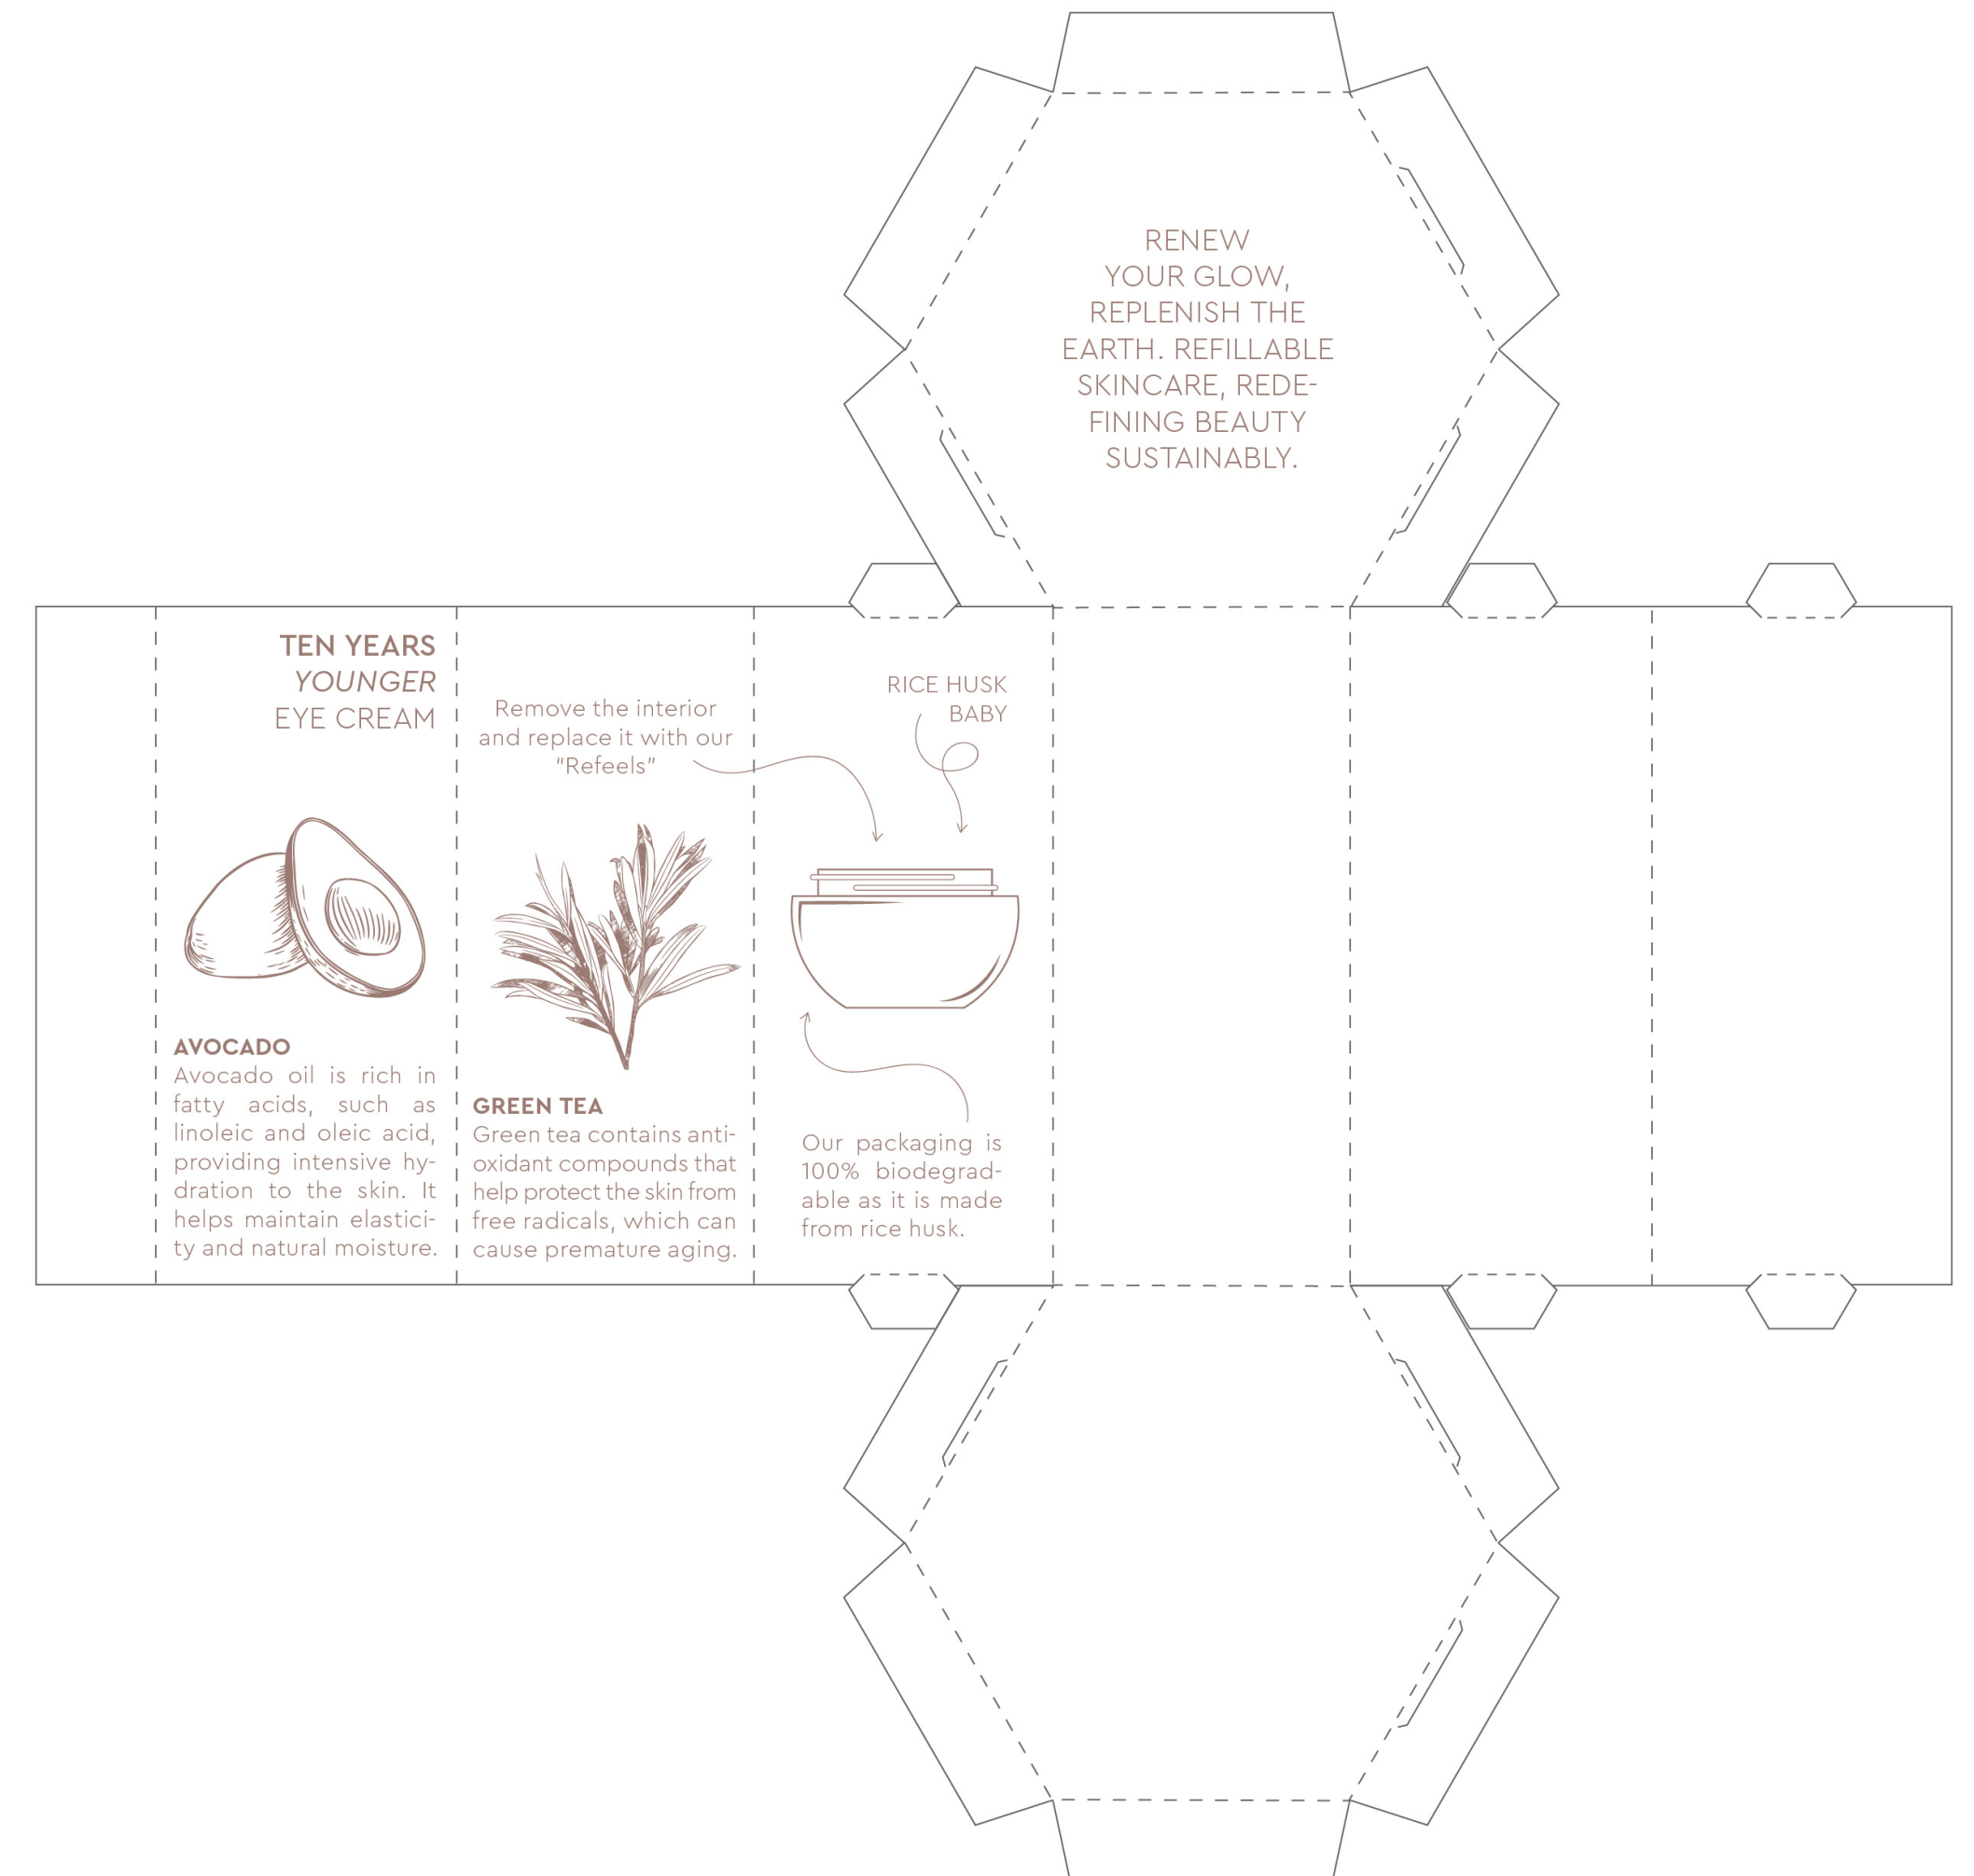 RENEW
YOUR GLOW,
REPLENISH THE
EARTH. REFILLABLE
SKINCARE, REDE-
FINING BEAUTY
SUSTAINABLY.
TEN YEARS
YOUNGER
EYE CREAM
AVOCADO
Avocado oil is rich in
fatty acids, such as
linoleic and oleic acid,
providing intensive hy-
dration to the skin. It
helps maintain elastici-
ty and natural moisture.
Remove the interior
and replace it with our
"Refeels"
GREEN TEA
Green tea contains anti-
oxidant compounds that
help protect the skin from
free radicals, which can
cause premature aging.
RICE HUSK
BABY
Our packaging is
100% biodegrad-
able as it is made
from rice husk.